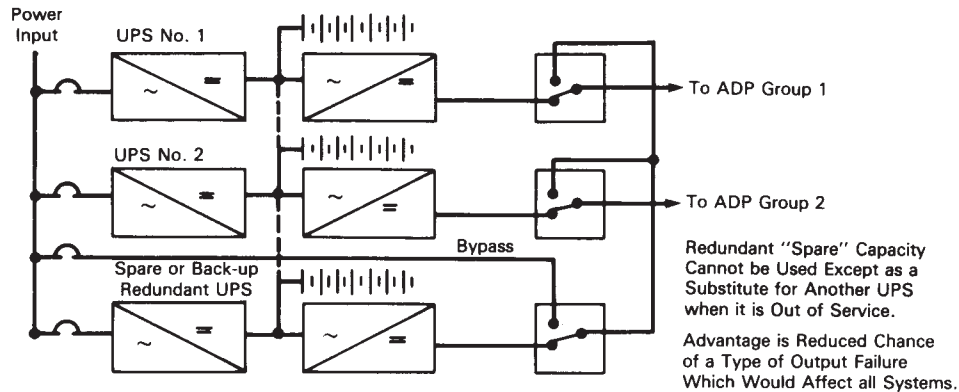 Power
Input
UPS No. 1
To ADP Group 1
UPS No. 2
To ADP Group 2
Bypass
Spare or Back-up
Redundant UPS
Redundant "Spare" Capacity
Cannot be Used Except as a
Substitute for Another UPS
when it is Out of Service.
Advantage is Reduced Chance
of a Type of Output Failure
Which Would Affect all Systems.